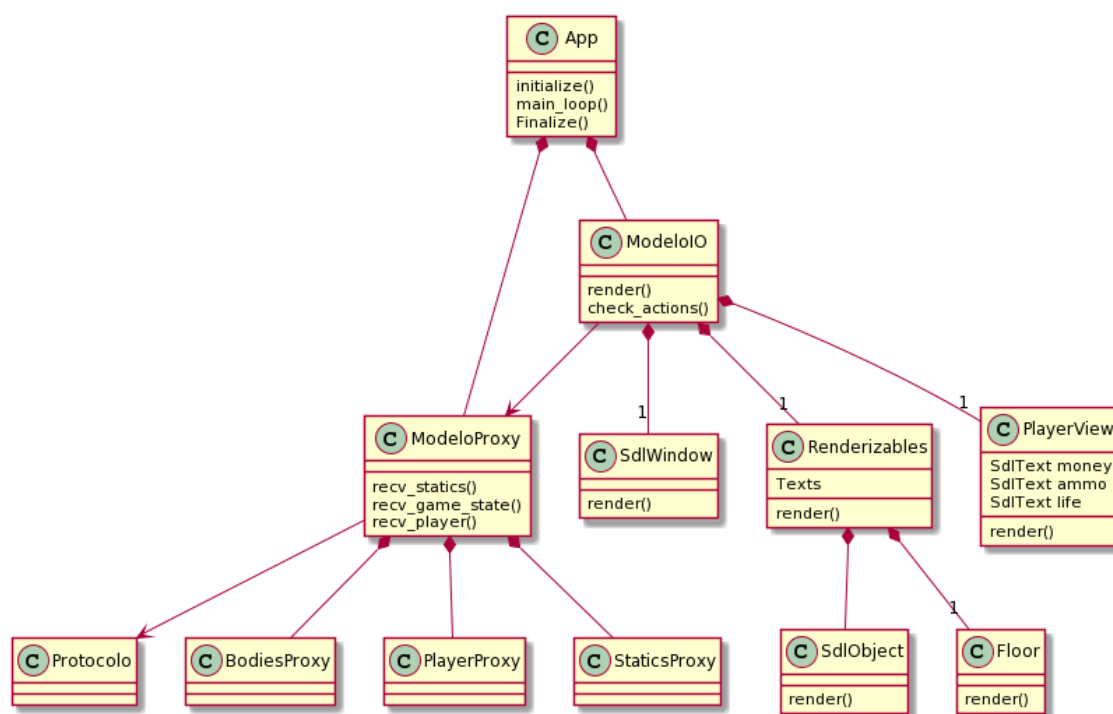 C App
initialize()
main_loop()
Finalize()
C ModeloIO
render()
check_actions()
1
1
1
C ModeloProxy
recv_statics()
recv_game_state()
recv_player()
C SdlWindow
render()
C Renderizables
Texts
render()
C PlayerView
SdlText money
SdlText ammo
SdlText life
render()
1
C Protocolo
C BodiesProxy
C PlayerProxy
C StaticsProxy
C SdlObject
render()
C Floor
render()